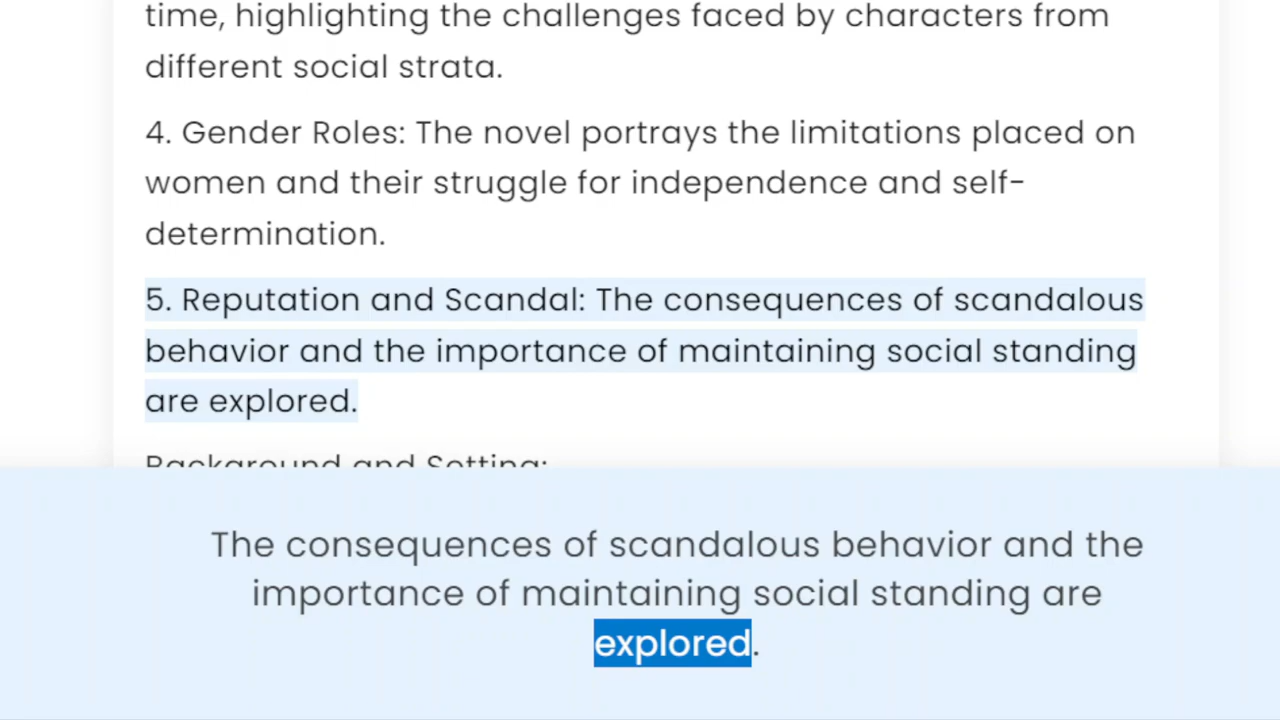 time, highlighting the challenges faced by characters from
different social strata.
4. Gender Roles: The novel portrays the limitations placed on
women and their struggle for independence and self-
determination.
5. Reputation and Scandal: The consequences of scandalous
behavior and the importance of maintaining social standing
are explored.
Background and Setting:
The consequences of scandalous behavior and the
importance of maintaining social standing are
explored.